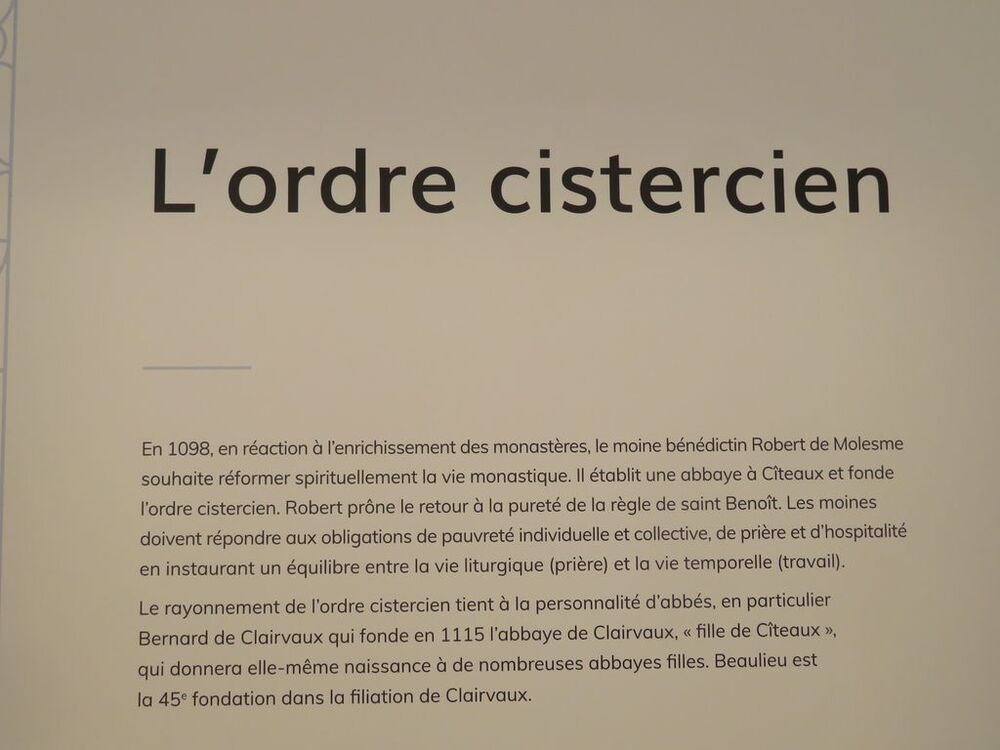 L'ordre cistercien
En 1098, en réaction à l'enrichissement des monastères, le moine bénédictin Robert de Molesme
souhaite réformer spirituellement la vie monastique. Il établit une abbaye à Cîteaux et fonde
l'ordre cistercien. Robert prône le retour à la pureté de la règle de saint Benoît. Les moines
doivent répondre aux obligations de pauvreté individuelle et collective, de prière et d'hospitalité
en instaurant un équilibre entre la vie liturgique (prière) et la vie temporelle (travail).
Le rayonnement de l'ordre cistercien tient à la personnalité d'abbés, en particulier
Bernard de Clairvaux qui fonde en 1115 l'abbaye de Clairvaux, « fille de Cîteaux »,
qui donnera elle-même naissance à de nombreuses abbayes filles. Beaulieu est
la 45e fondation dans la filiation de Clairvaux.